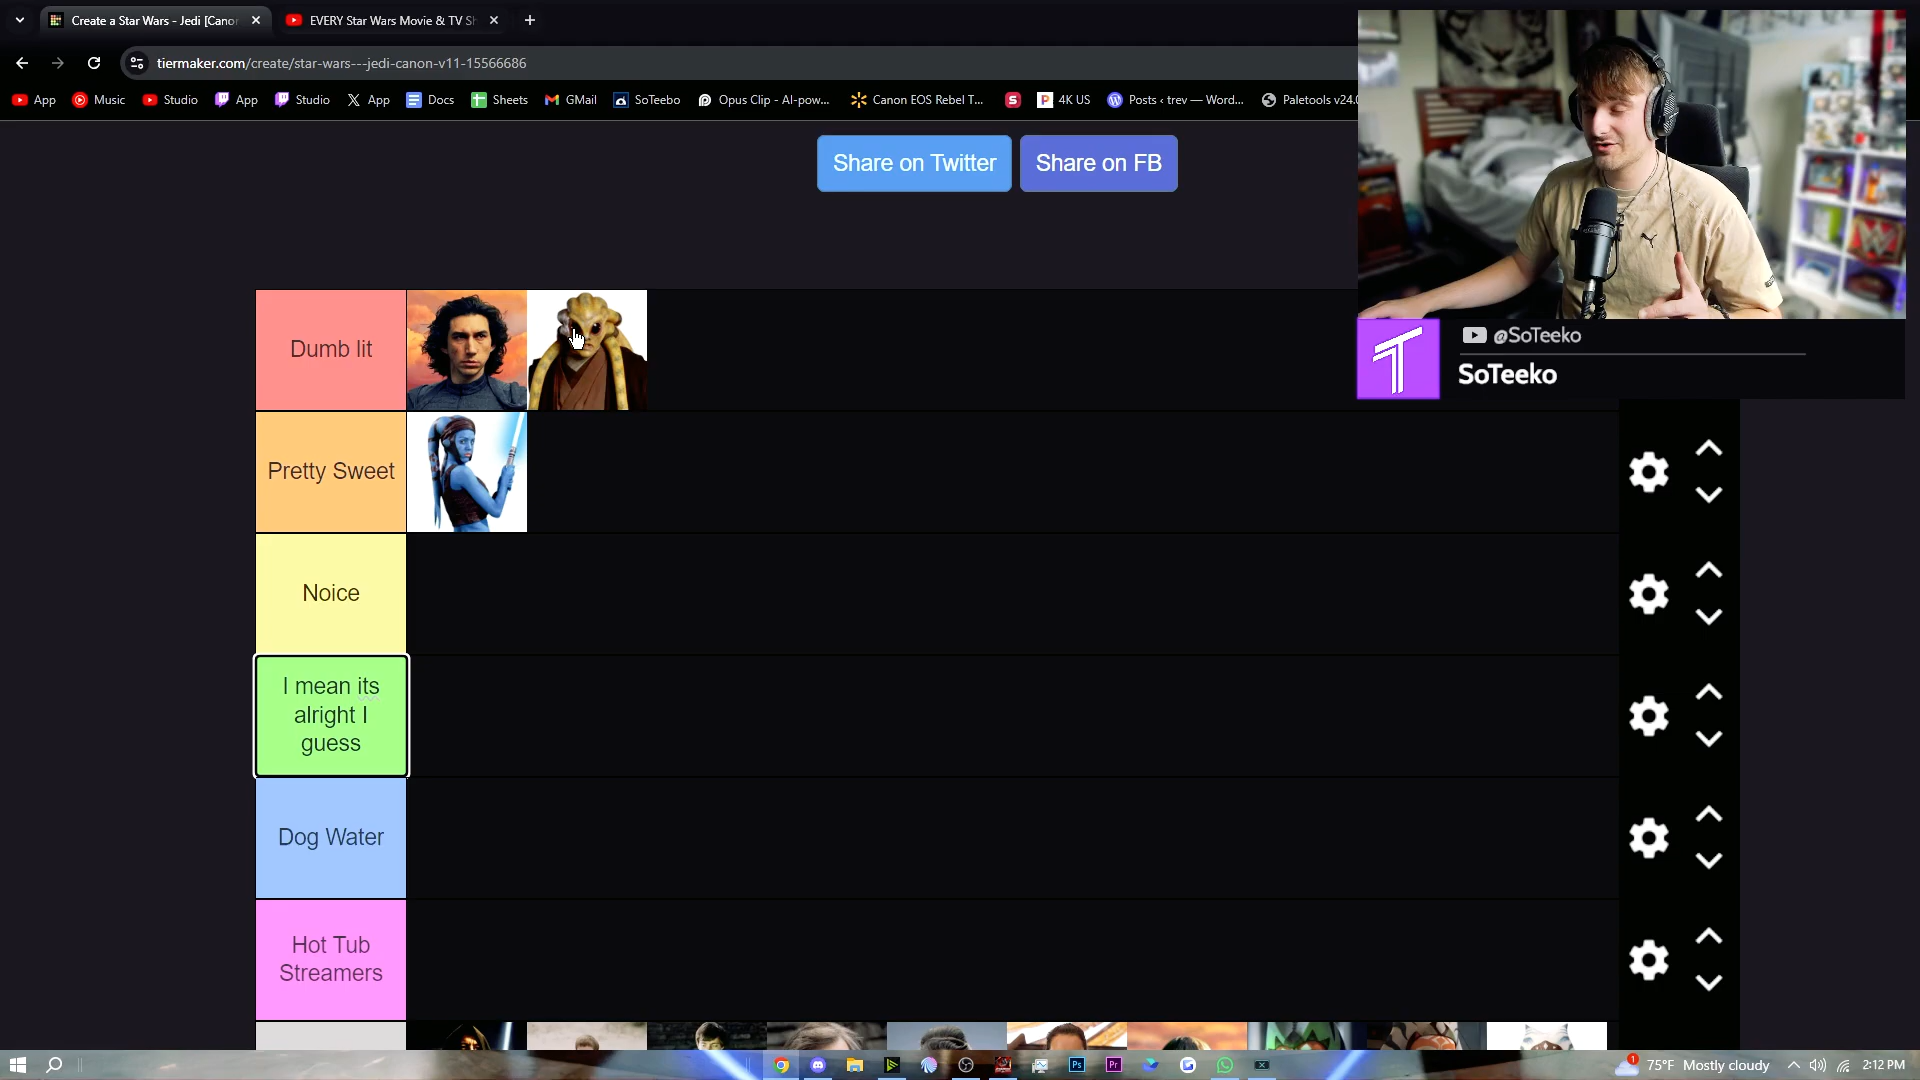 Create a Star Wars - Jedi [Canon
EVERY Star Wars Movie & TV Sh
tiermaker.com/create/star-wars---jedi-canon-v11-15566686
App
Music
Studio
App
Studio
App
Docs
Sheets
GMail
SoTeebo
Opus Clip - AI-pow...
Canon EOS Rebel T...
4K US
Posts ‹ trev — Word...
Paletools v24.0
Share on Twitter
Share on FB
@SoTeeko
SoTeeko
Dumb lit
Pretty Sweet
Noice
I mean its
alright I
guess
Dog Water
Hot Tub
Streamers
1
75°F Mostly cloudy
2:12 PM